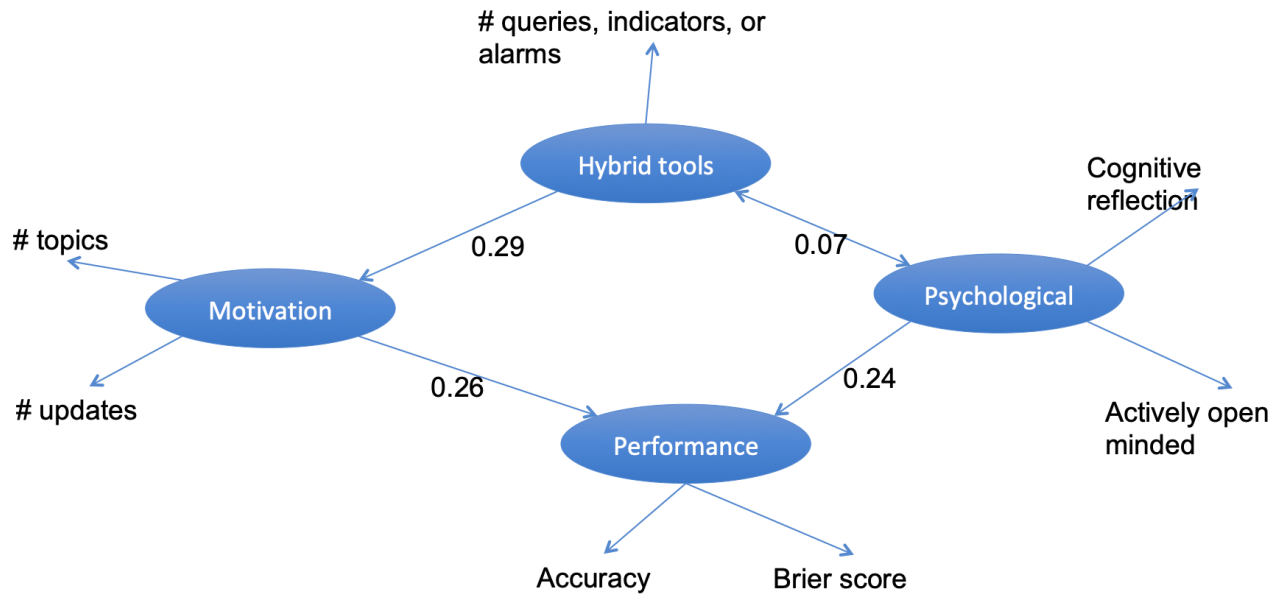 # queries, indicators, or
alarms
Hybrid tools
Cognitive
reflection
# topics
0.29
0.07
Motivation
Psychological
0.26
0.24
# updates
Performance
Actively open
minded
Accuracy
Brier score